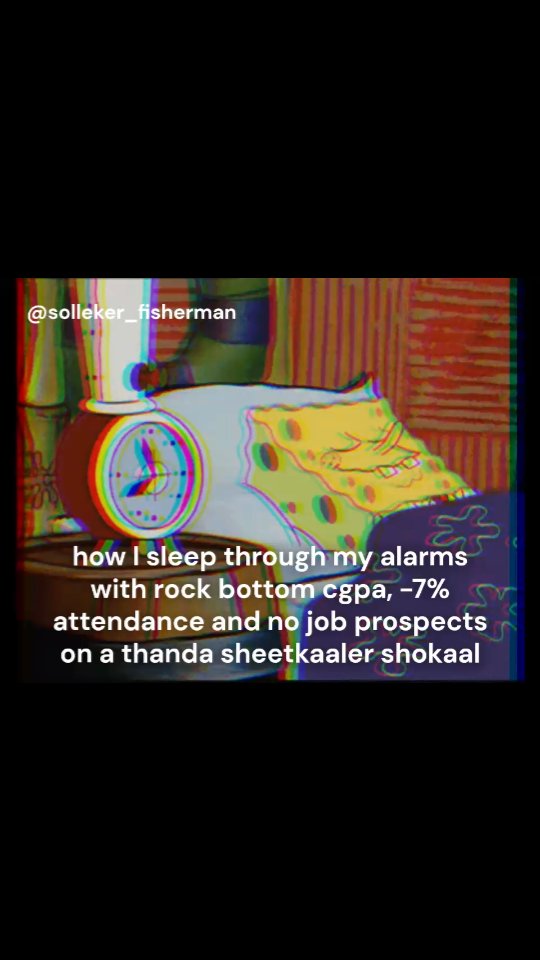 @solleker_fisherman
how I sleep through my alarms
with rock bottom cgpa, -7%
attendance and no job prospects
on a thanda sheetkaaler shokaal